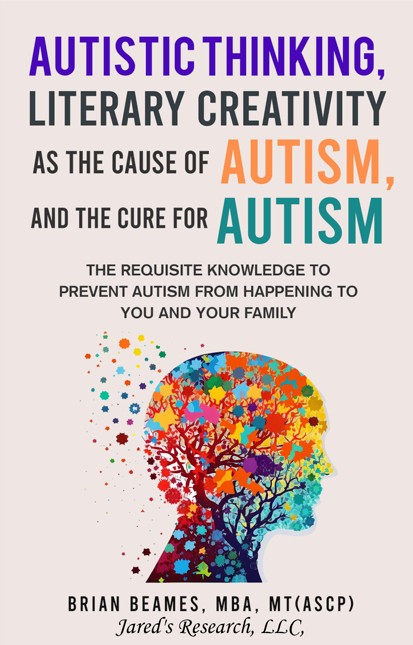 AUTISTIC THINKING,
LITERARY CREATIVITY
AS THE CAUSE OF AUTISM,
AND THE CURE FOR AUTISM
THE REQUISITE KNOWLEDGE TO
PREVENT AUTISM FROM HAPPENING TO
YOU AND YOUR FAMILY
BRIAN BEAMES, MBA, MT(ASCP)
Jared's Research, LLC,